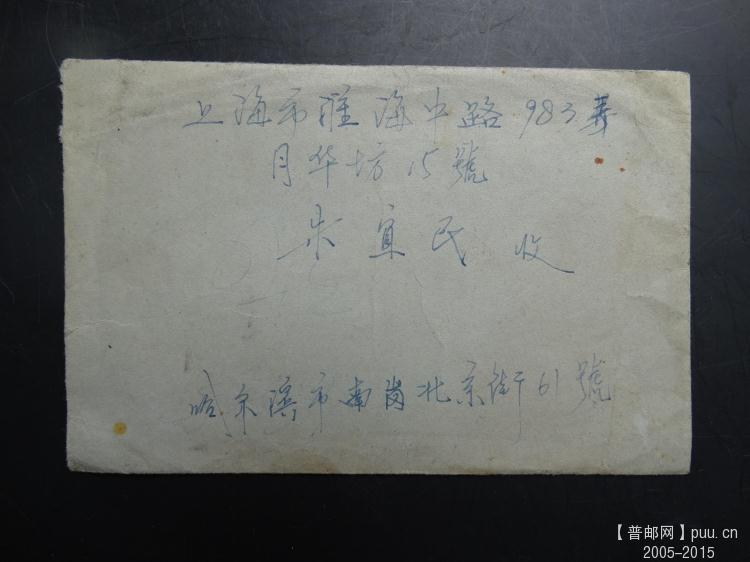 上海市淮海中路983弄
月华坊15號
朱宜民 收
哈尔滨市南岗北京街61號
【普邮网】puu.cn
2005-2015